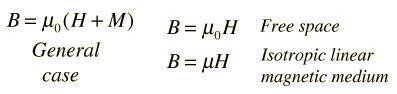 B = μ₀(H + M)
General
case
B = μ₀H Free space
B = μH Isotropic linear
magnetic medium